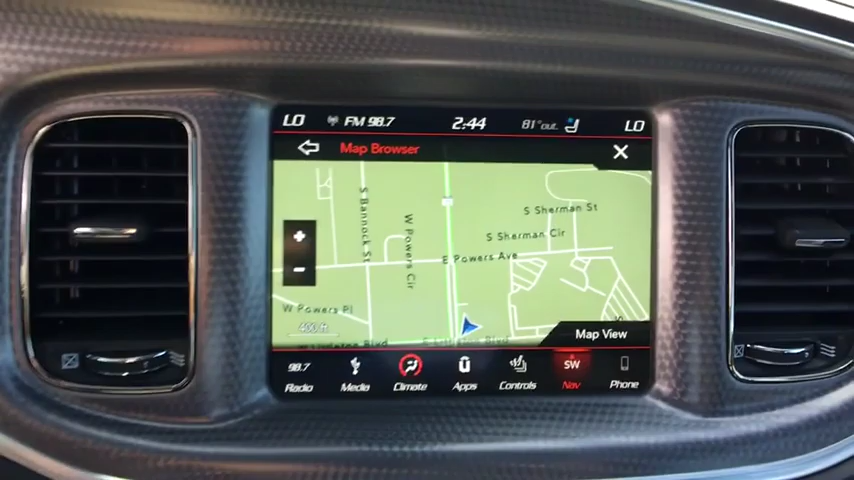 LO FM 98.7 2:44 81°out. LO
Map Browser
S Bannock St
W Powers Cir
S Sherman St
S Sherman Cir
E Powers Ave
W Powers Pl
400 ft
Map View
98.7 SW
Radio Media Climate Apps Controls Nav Phone